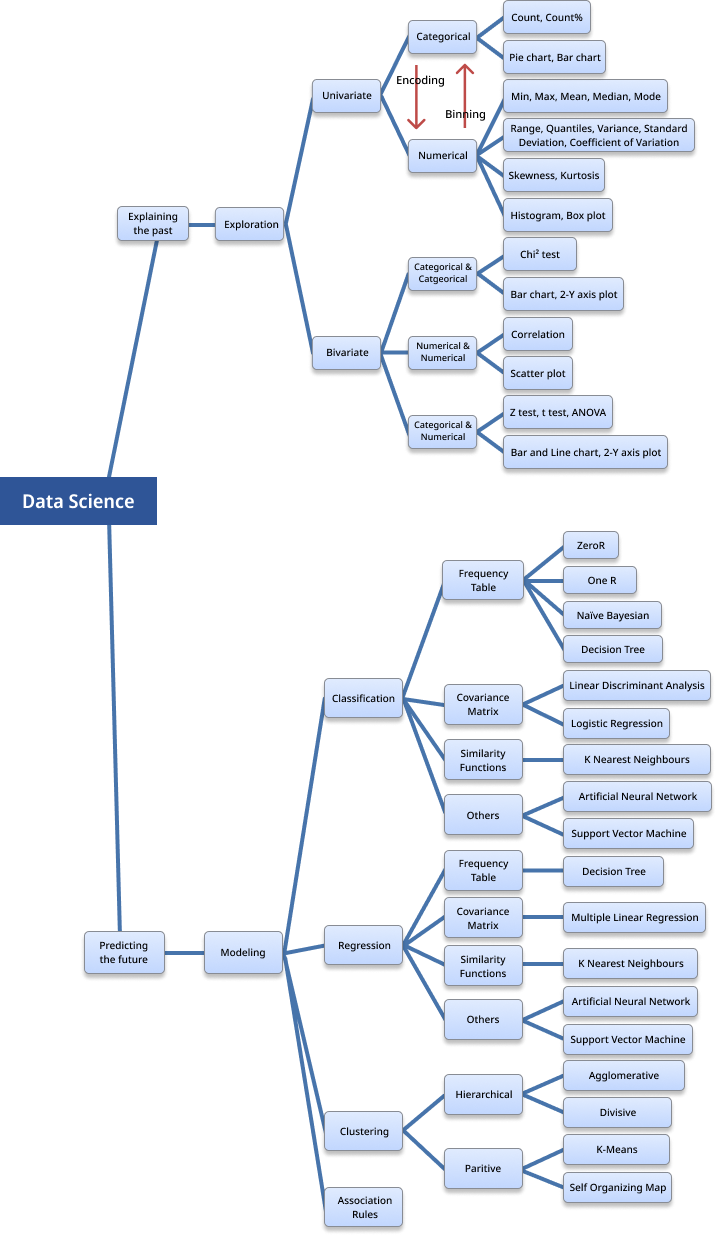 Categorical
Count, Count%
Pie chart, Bar chart
Encoding
Binning
Univariate
Min, Max, Mean, Median, Mode
Range, Quantiles, Variance, Standard
Deviation, Coefficient of Variation
Numerical
Skewness, Kurtosis
Histogram, Box plot
Explaining
the past
Exploration
Categorical &
Catgeorical
Chi² test
Bar chart, 2-Y axis plot
Bivariate
Numerical &
Numerical
Correlation
Scatter plot
Categorical &
Numerical
Z test, t test, ANOVA
Bar and Line chart, 2-Y axis plot
Data Science
Frequency
Table
ZeroR
One R
Naïve Bayesian
Decision Tree
Classification
Covariance
Matrix
Linear Discriminant Analysis
Logistic Regression
Similarity
Functions
K Nearest Neighbours
Others
Artificial Neural Network
Support Vector Machine
Frequency
Table
Decision Tree
Predicting
the future
Modeling
Regression
Covariance
Matrix
Multiple Linear Regression
Similarity
Functions
K Nearest Neighbours
Others
Artificial Neural Network
Support Vector Machine
Clustering
Hierarchical
Agglomerative
Divisive
Paritive
K-Means
Self Organizing Map
Association
Rules